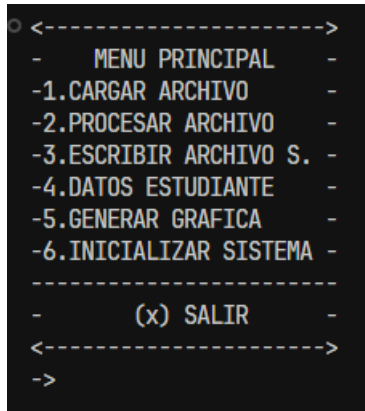 <----------------------->
-    MENU PRINCIPAL     -
-1.CARGAR ARCHIVO       -
-2.PROCESAR ARCHIVO     -
-3.ESCRIBIR ARCHIVO S.  -
-4.DATOS ESTUDIANTE     -
-5.GENERAR GRAFICA      -
-6.INICIALIZAR SISTEMA  -
-------------------------
-       (x) SALIR       -
<----------------------->
->